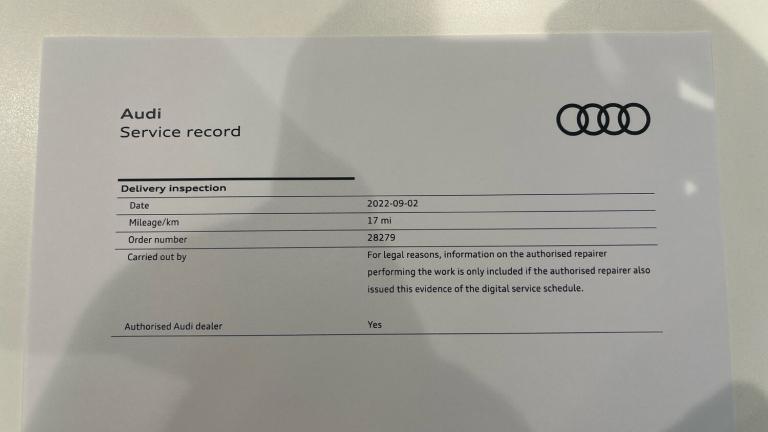 Audi
Service record
Delivery inspection
Date 2022-09-02
Mileage/km 17 mi
Order number 28279
Carried out by For legal reasons, information on the authorised repairer
performing the work is only included if the authorised repairer also
issued this evidence of the digital service schedule.
Authorised Audi dealer Yes